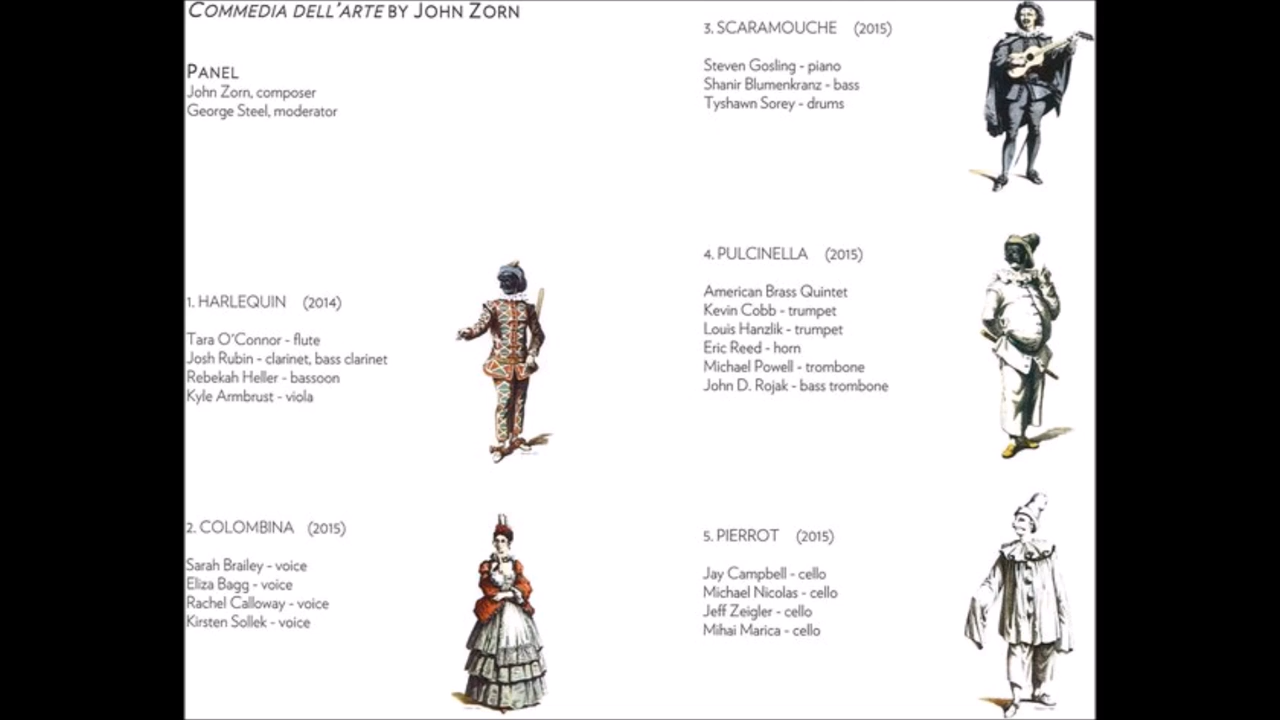 COMMEDIA DELL'ARTE BY JOHN ZORN
PANEL
John Zorn, composer
George Steel, moderator
1. HARLEQUIN (2014)
Tara O'Connor - flute
Josh Rubin - clarinet, bass clarinet
Rebekah Heller - bassoon
Kyle Armbrust - viola
2. COLOMBINA (2015)
Sarah Brailey - voice
Eliza Bagg - voice
Rachel Calloway - voice
Kirsten Sollek - voice
3. SCARAMOUCHE (2015)
Steven Gosling - piano
Shanir Blumenkranz - bass
Tyshawn Sorey - drums
4. PULCINELLA (2015)
American Brass Quintet
Kevin Cobb - trumpet
Louis Hanzlik - trumpet
Eric Reed - horn
Michael Powell - trombone
John D. Rojak - bass trombone
5. PIERROT (2015)
Jay Campbell - cello
Michael Nicolas - cello
Jeff Zeigler - cello
Mihai Marica - cello